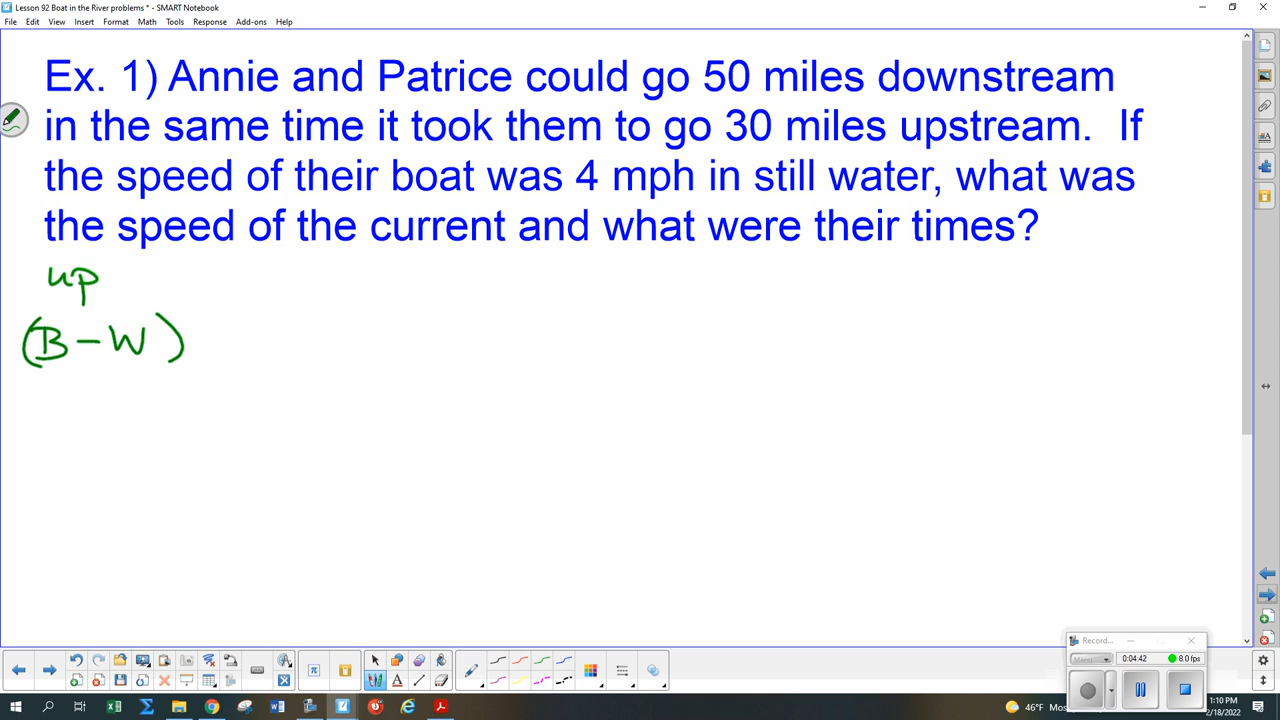 Lesson 92 Boat in the River problems * - SMART Notebook
File Edit View Insert Format Math Tools Response Add-ons Help
Ex. 1) Annie and Patrice could go 50 miles downstream
in the same time it took them to go 30 miles upstream. If
the speed of their boat was 4 mph in still water, what was
the speed of the current and what were their times?
up
(B - W )
Record...
Menu
0:04:42
8.0 fps
46°F
1:10 PM
2/18/2022